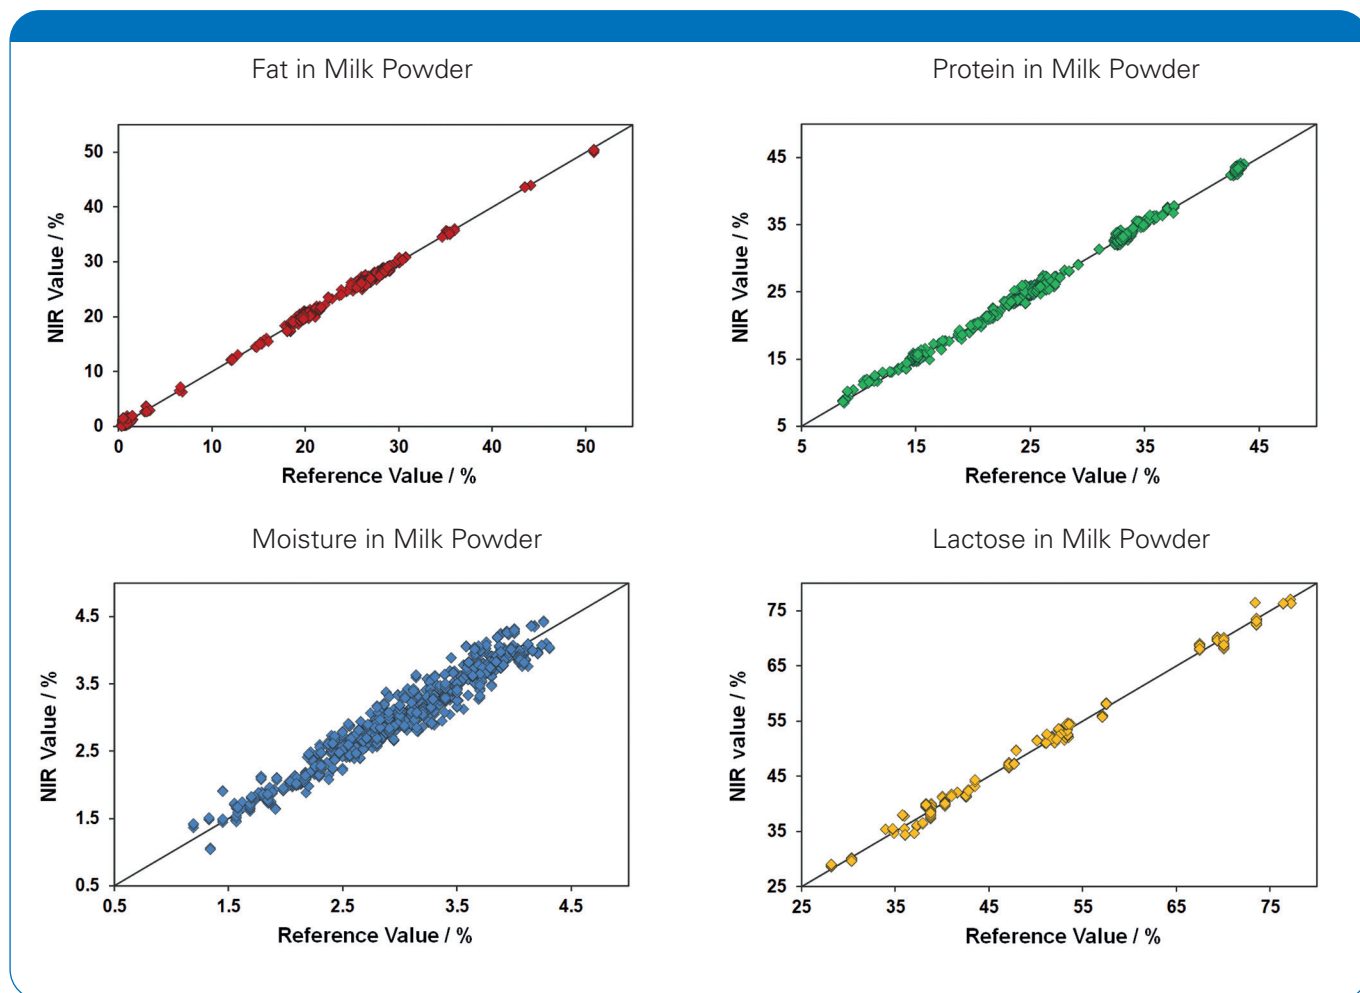 Fat in Milk Powder
50
40
30
20
10
0
0 10 20 30 40 50
NIR Value / %
Reference Value / %
Protein in Milk Powder
45
35
25
15
5
5 15 25 35 45
NIR Value / %
Reference Value / %
Moisture in Milk Powder
4.5
3.5
2.5
1.5
0.5
0.5 1.5 2.5 3.5 4.5
NIR Value / %
Reference Value / %
Lactose in Milk Powder
75
65
55
45
35
25
25 35 45 55 65 75
NIR value / %
Reference Value / %